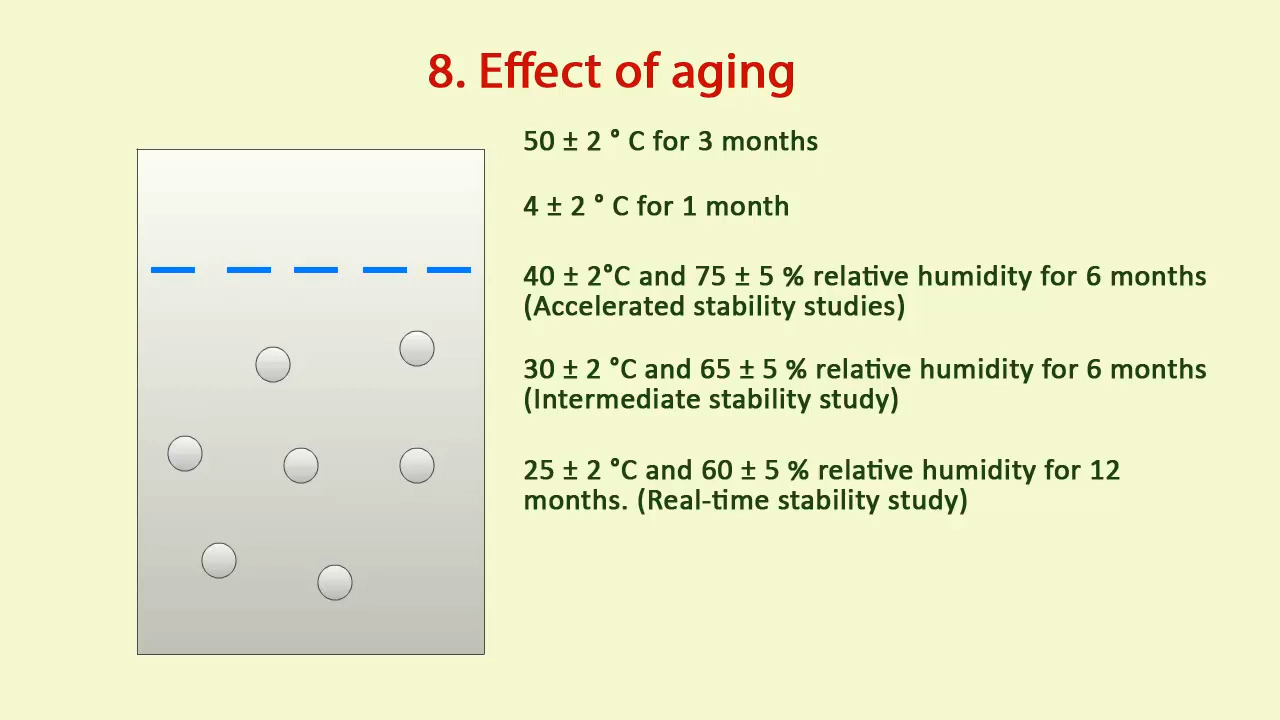 8. Effect of aging
50 ± 2 ° C for 3 months
4 ± 2 ° C for 1 month
40 ± 2°C and 75 ± 5 % relative humidity for 6 months
(Accelerated stability studies)
30 ± 2 °C and 65 ± 5 % relative humidity for 6 months
(Intermediate stability study)
25 ± 2 °C and 60 ± 5 % relative humidity for 12
months. (Real-time stability study)